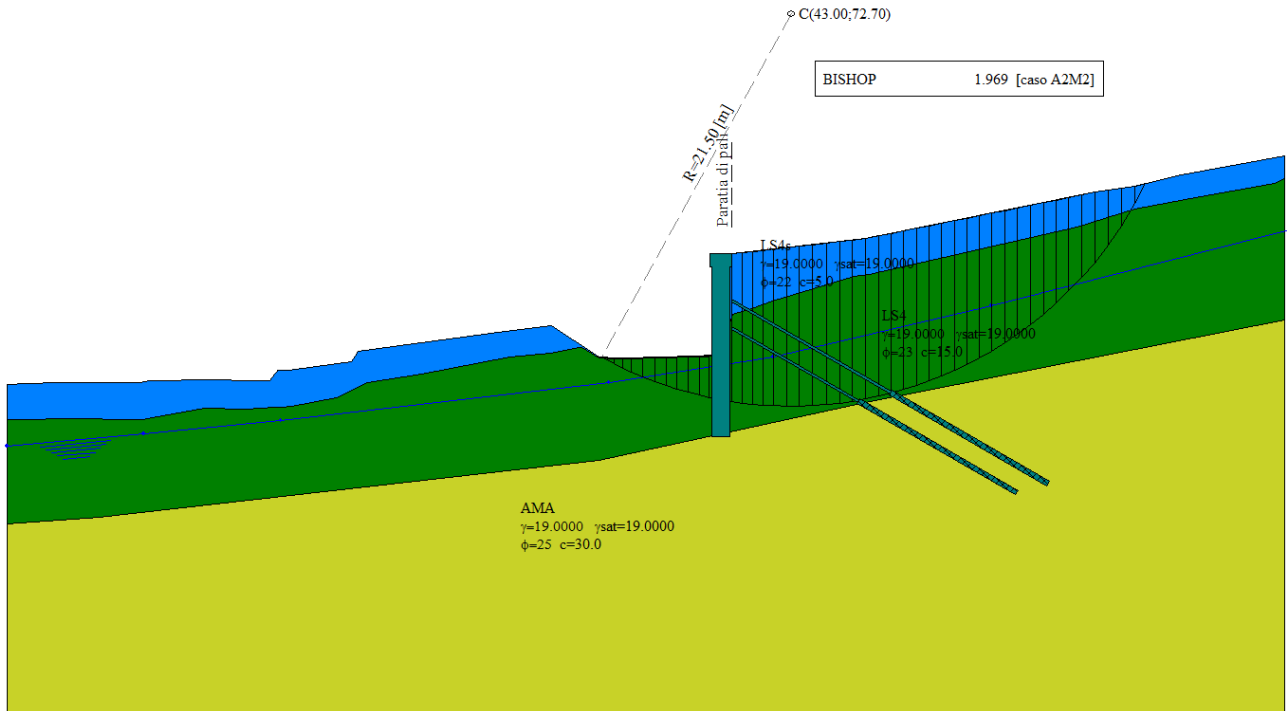 C(43.00;72.70)
BISHOP 1.969 [caso A2M2]
R=21.50 [m]
Paratia di pali
LS4s
γ=19.0000 γsat=19.0000
ϕ=22 c=5.0
LS4
γ=19.0000 γsat=19.0000
ϕ=23 c=15.0
AMA
γ=19.0000 γsat=19.0000
ϕ=25 c=30.0